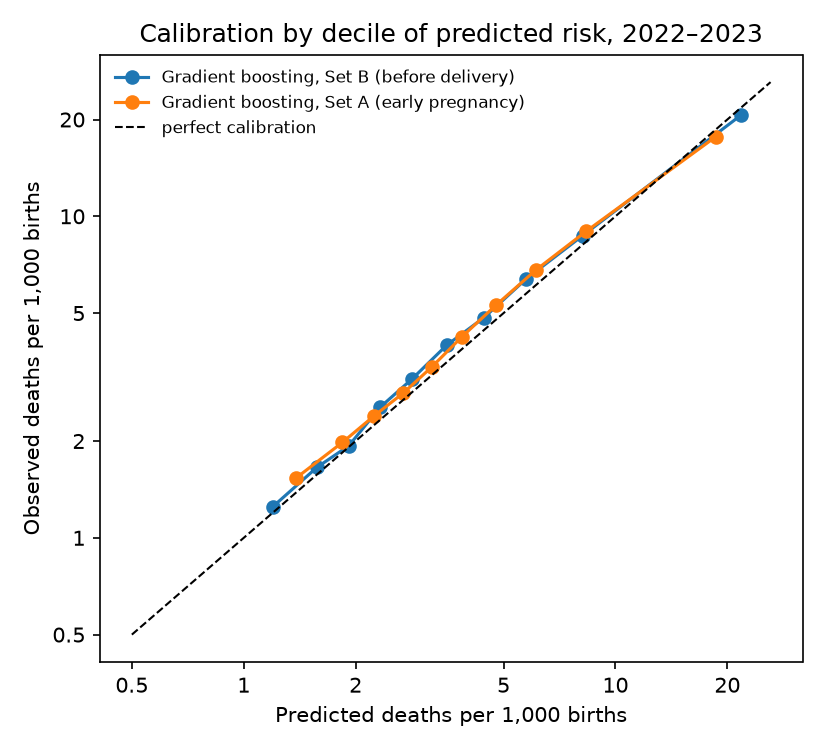 Calibration by decile of predicted risk, 2022–2023
Gradient boosting, Set B (before delivery)
Gradient boosting, Set A (early pregnancy)
perfect calibration
Observed deaths per 1,000 births
20
10
5
2
1
0.5
0.5
1
2
5
10
20
Predicted deaths per 1,000 births